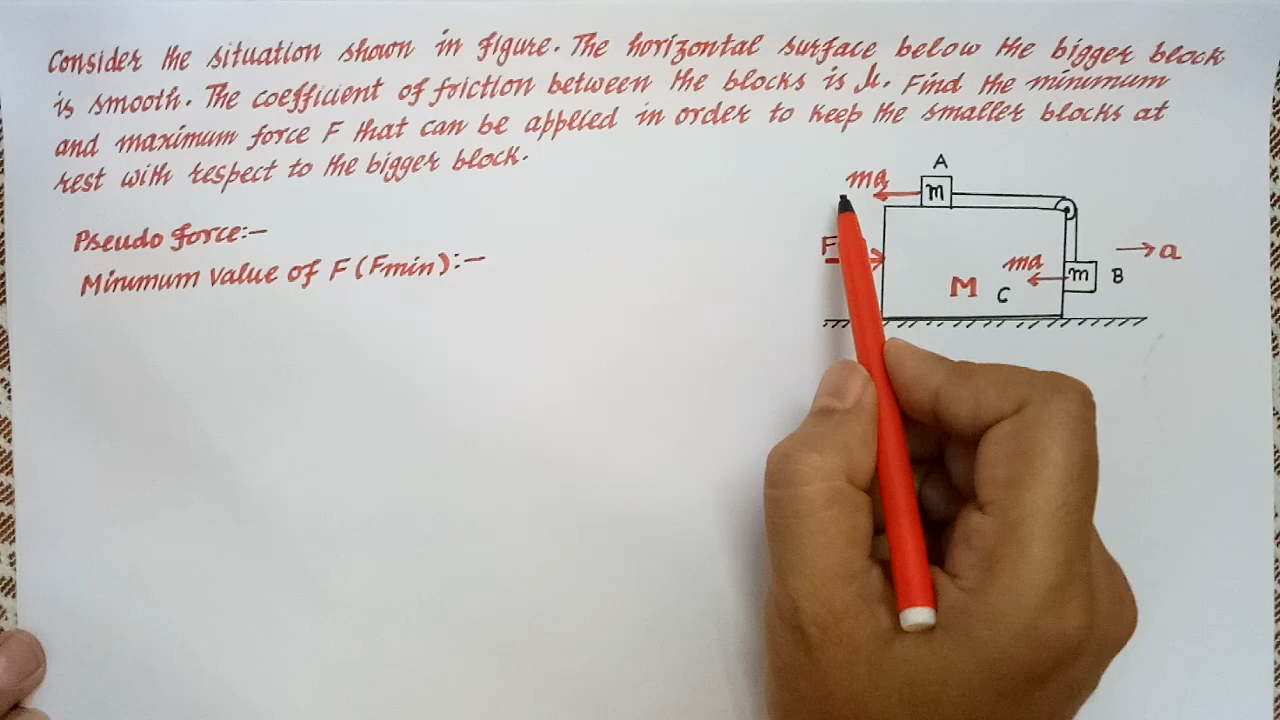 Consider the situation shown in figure. The horizontal surface below the bigger block
is smooth. The coefficient of friction between the blocks is μ. Find the minimum
and maximum force F that can be applied in order to keep the smaller blocks at
rest with respect to the bigger block.
Pseudo force:-
Minimum value of F (Fmin):-
A
ma
m
F
a
ma
m
B
M
C